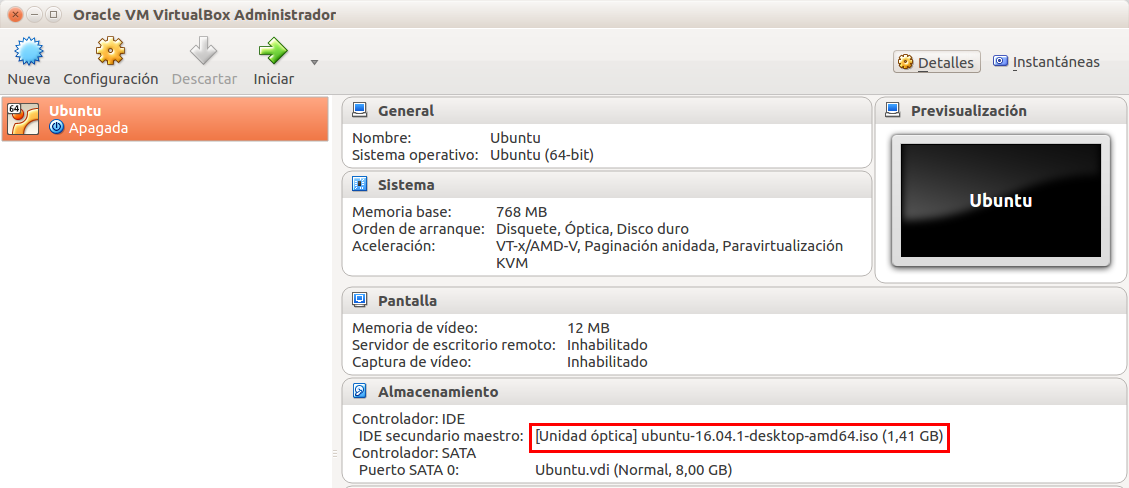 Oracle VM VirtualBox Administrador
Nueva Configuración Descartar Iniciar Detalles Instantáneas
64 Ubuntu
Apagada
General
Nombre: Ubuntu
Sistema operativo: Ubuntu (64-bit)
Sistema
Memoria base: 768 MB
Orden de arranque: Disquete, Óptica, Disco duro
Aceleración: VT-x/AMD-V, Paginación anidada, Paravirtualización
KVM
Previsualización
Ubuntu
Pantalla
Memoria de vídeo: 12 MB
Servidor de escritorio remoto: Inhabilitado
Captura de vídeo: Inhabilitado
Almacenamiento
Controlador: IDE
IDE secundario maestro: [Unidad óptica] ubuntu-16.04.1-desktop-amd64.iso (1,41 GB)
Controlador: SATA
Puerto SATA 0: Ubuntu.vdi (Normal, 8,00 GB)